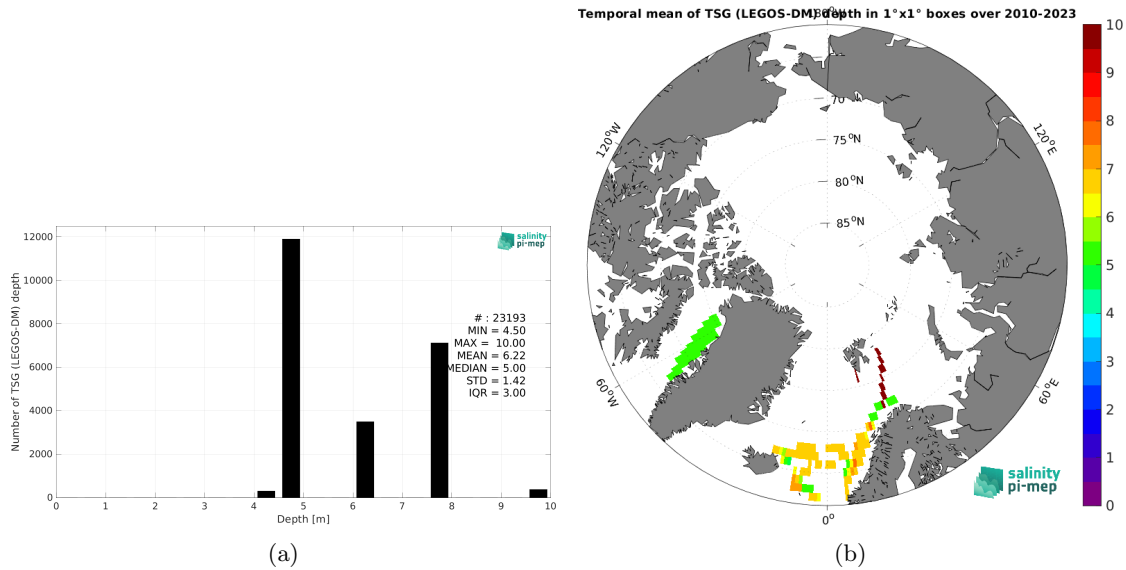 12000
10000
8000
6000
4000
2000
0
Number of TSG (LEGOS-DM) depth
salinity
pi-mep
# : 23193
MIN = 4.50
MAX = 10.00
MEAN = 6.22
MEDIAN = 5.00
STD = 1.42
IQR = 3.00
0 1 2 3 4 5 6 7 8 9 10
Depth [m]
(a)
Temporal mean of TSG (LEGOS-DM) depth in 1°x1° boxes over 2010-2023
180°W
120°W
120°E
70
75°N
80°N
85°N
60°W
60°E
0°
salinity
pi-mep
10
9
8
7
6
5
4
3
2
1
0
(b)